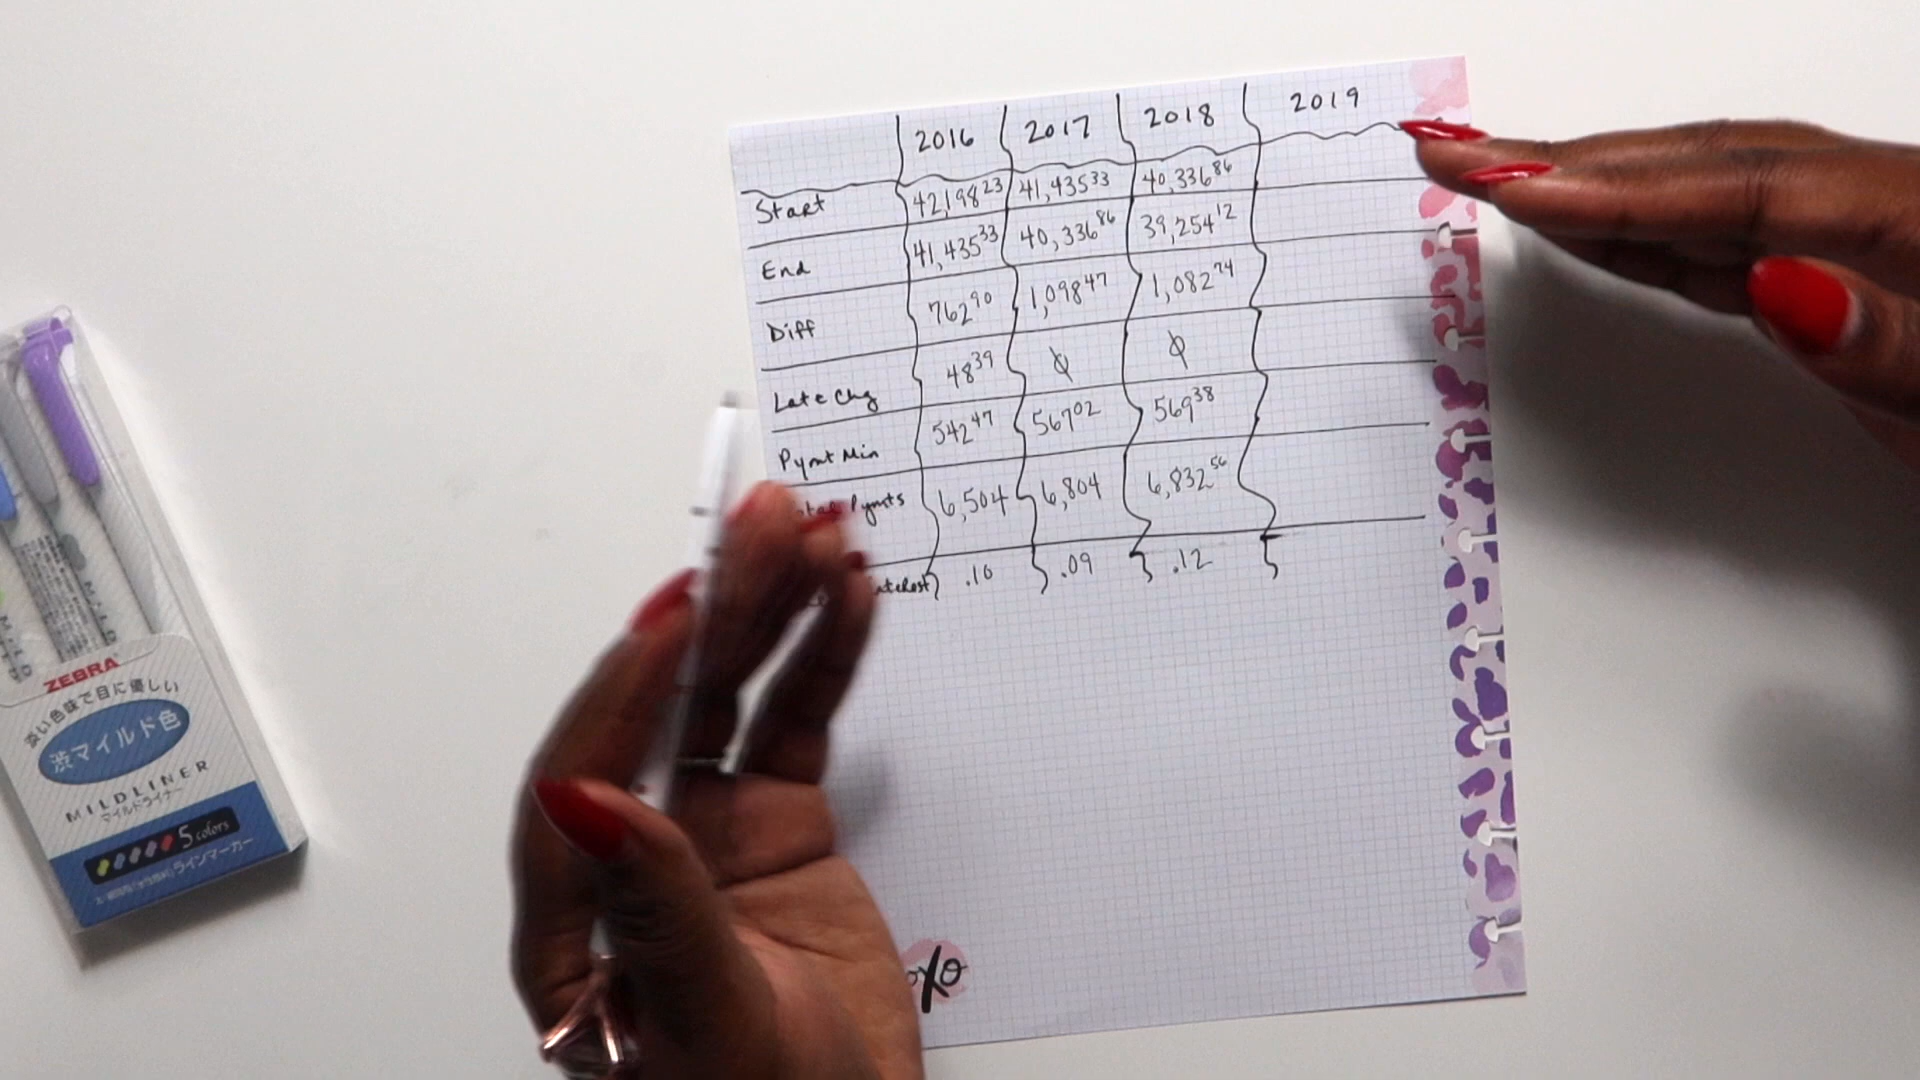 2016 2017 2018 2019
Start 42,198 23 41,435 33 40,336 86
End 41,435 33 40,336 86 39,254 12
Diff 762 90 1,098 47 1,082 74
Late Chg 48 39 ϕ ϕ
Pymt Min 542 47 567 02 569 38
Pymts 6,504 6,804 6,832 56
interest .10 .09 .12
ZEBRA
淡い色味で目に優しい
渋マイルド色
MILDLINER
マイルドライナー
5 colors
ラインマーカー
XO